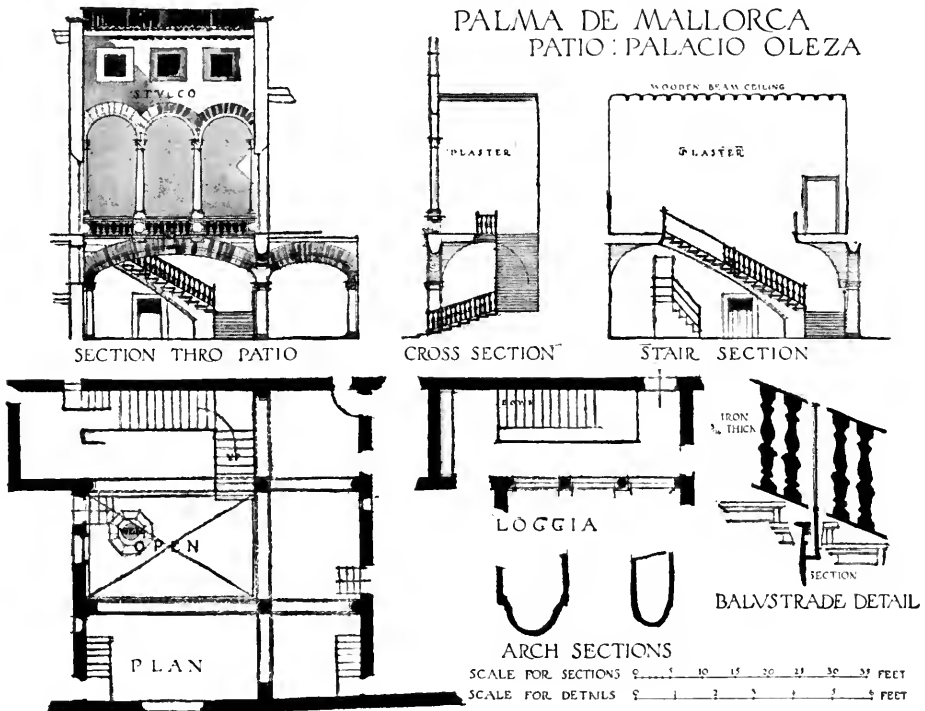 PALMA DE MALLORCA
PATIO : PALACIO OLEZA
STVCCO
PLASTER
WOODEN BEAM CEILING
PLASTER
SECTION THRO PATIO
CROSS SECTION
STAIR SECTION
UP
WELL
OPEN
PLAN
DOWN
LOGGIA
IRON
THICK
SECTION
BALVSTRADE DETAIL
ARCH SECTIONS
SCALE FOR SECTIONS 0 5 10 15 20 25 30 35 FEET
SCALE FOR DETAILS 0 1 2 3 4 5 6 FEET